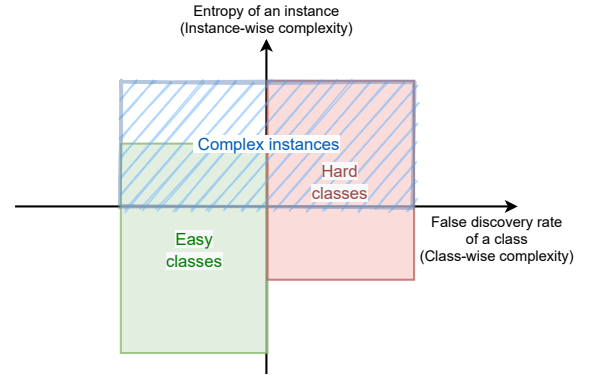 Entropy of an instance
(Instance-wise complexity)
Complex instances
Hard
classes
False discovery rate
of a class
(Class-wise complexity)
Easy
classes